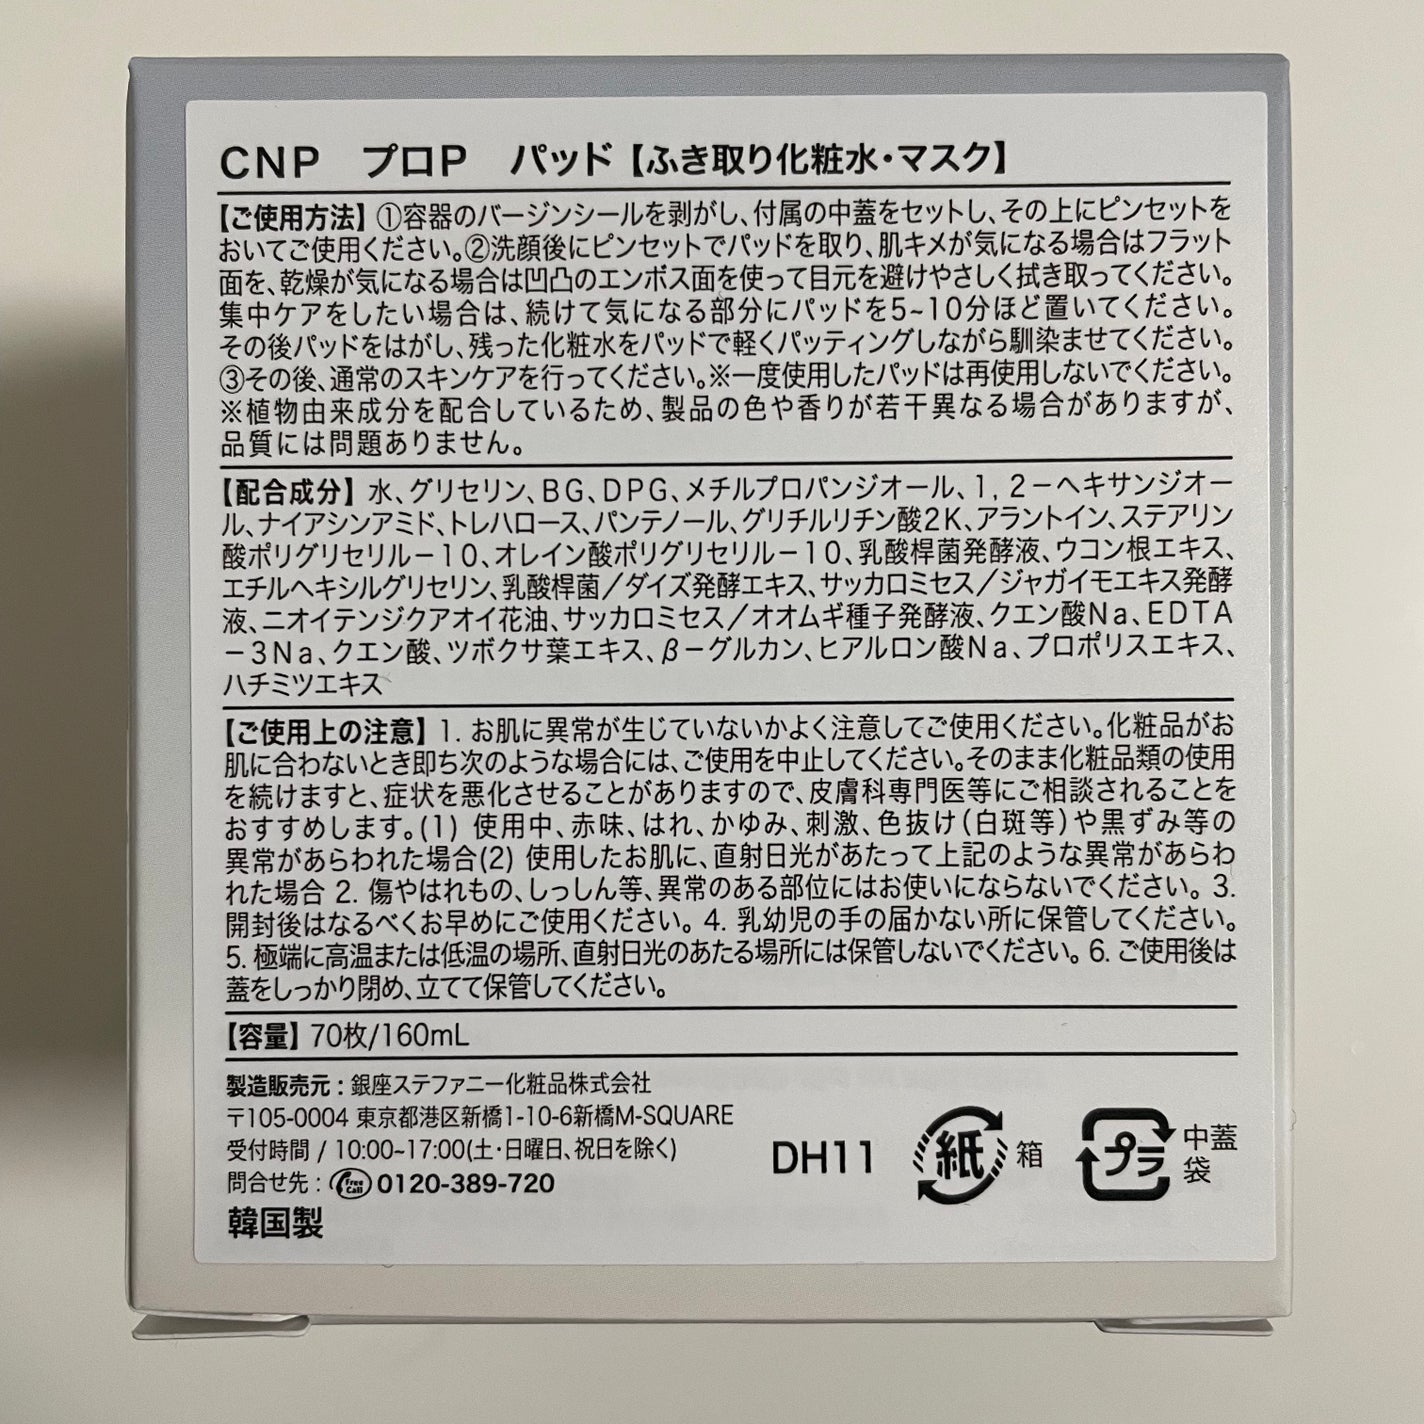 CNP プロP パッド【ふき取り化粧水・マスク】
【ご使用方法】①容器のバージンシールを剥がし、付属の中蓋をセットし、その上にピンセットを
おいてご使用ください。②洗顔後にピンセットでパッドを取り、肌キメが気になる場合はフラット
面を、乾燥が気になる場合は凹凸のエンボス面を使って目元を避けやさしく拭き取ってください。
集中ケアをしたい場合は、続けて気になる部分にパッドを5~10分ほど置いてください。
その後パッドをはがし、残った化粧水をパッドで軽くパッティングしながら馴染ませてください。
③その後、通常のスキンケアを行ってください。※一度使用したパッドは再使用しないでください。
※植物由来成分を配合しているため、製品の色や香りが若干異なる場合がありますが、
品質には問題ありません。
【配合成分】水、グリセリン、BG、DPG、メチルプロパンジオール、1,2－ヘキサンジオー
ル、ナイアシンアミド、トレハロース、パンテノール、グリチルリチン酸2K、アラントイン、ステアリン
酸ポリグリセリル－10、オレイン酸ポリグリセリル－10、乳酸桿菌発酵液、ウコン根エキス、
エチルヘキシルグリセリン、乳酸桿菌／ダイズ発酵エキス、サッカロミセス／ジャガイモエキス発酵
液、ニオイテンジクアオイ花油、サッカロミセス／オオムギ種子発酵液、クエン酸Na、EDTA
－3Na、クエン酸、ツボクサ葉エキス、β－グルカン、ヒアルロン酸Na、プロポリスエキス、
ハチミツエキス
【ご使用上の注意】1. お肌に異常が生じていないかよく注意してご使用ください。化粧品がお
肌に合わないとき即ち次のような場合には、ご使用を中止してください。そのまま化粧品類の使用
を続けますと、症状を悪化させることがありますので、皮膚科専門医等にご相談されることを
おすすめします。(1) 使用中、赤味、はれ、かゆみ、刺激、色抜け(白斑等)や黒ずみ等の
異常があらわれた場合(2) 使用したお肌に、直射日光があたって上記のような異常があらわ
れた場合 2. 傷やはれもの、しっしん等、異常のある部位にはお使いにならないでください。3.
開封後はなるべくお早めにご使用ください。4. 乳幼児の手の届かない所に保管してください。
5. 極端に高温または低温の場所、直射日光のあたる場所には保管しないでください。6. ご使用後は
蓋をしっかり閉め、立てて保管してください。
【容量】70枚/160mL
製造販売元：銀座ステファニー化粧品株式会社
〒105-0004 東京都港区新橋1-10-6新橋M-SQUARE
受付時間 / 10:00~17:00(土・日曜日、祝日を除く)
問合せ先：Free Call 0120-389-720
韓国製
DH11
紙 箱
プラ 中蓋
袋